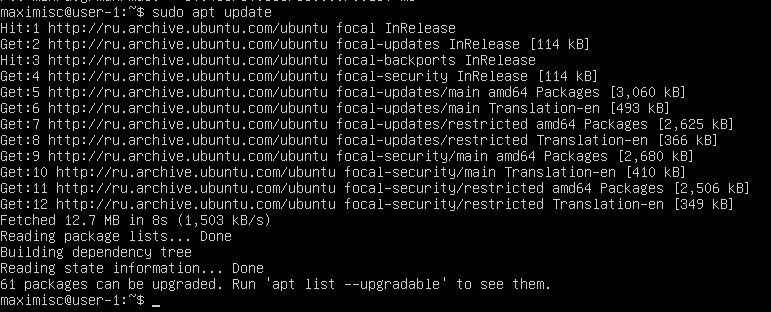 maximisc@user-1:~$ sudo apt update
Hit:1 http://ru.archive.ubuntu.com/ubuntu focal InRelease
Get:2 http://ru.archive.ubuntu.com/ubuntu focal-updates InRelease [114 kB]
Hit:3 http://ru.archive.ubuntu.com/ubuntu focal-backports InRelease
Get:4 http://ru.archive.ubuntu.com/ubuntu focal-security InRelease [114 kB]
Get:5 http://ru.archive.ubuntu.com/ubuntu focal-updates/main amd64 Packages [3,060 kB]
Get:6 http://ru.archive.ubuntu.com/ubuntu focal-updates/main Translation-en [493 kB]
Get:7 http://ru.archive.ubuntu.com/ubuntu focal-updates/restricted amd64 Packages [2,625 kB]
Get:8 http://ru.archive.ubuntu.com/ubuntu focal-updates/restricted Translation-en [366 kB]
Get:9 http://ru.archive.ubuntu.com/ubuntu focal-security/main amd64 Packages [2,680 kB]
Get:10 http://ru.archive.ubuntu.com/ubuntu focal-security/main Translation-en [410 kB]
Get:11 http://ru.archive.ubuntu.com/ubuntu focal-security/restricted amd64 Packages [2,506 kB]
Get:12 http://ru.archive.ubuntu.com/ubuntu focal-security/restricted Translation-en [349 kB]
Fetched 12.7 MB in 8s (1,503 kB/s)
Reading package lists... Done
Building dependency tree
Reading state information... Done
61 packages can be upgraded. Run 'apt list --upgradable' to see them.
maximisc@user-1:~$ _